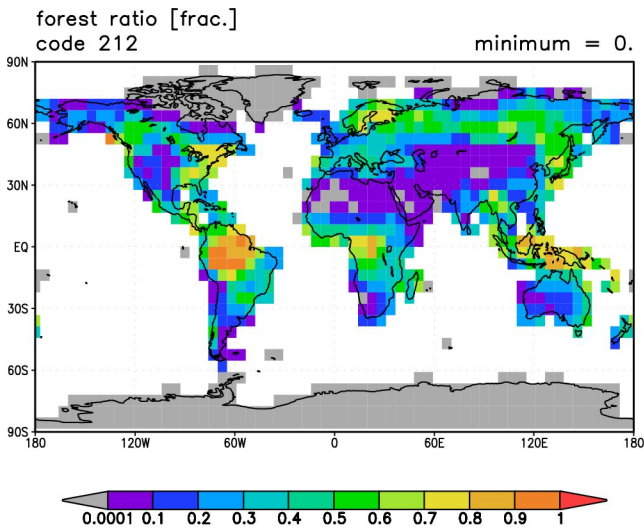 forest ratio [frac.]
code 212
minimum = 0.
90N
60N
30N
EQ
30S
60S
90S
180 120W 60W 0 60E 120E 180
0.0001 0.1 0.2 0.3 0.4 0.5 0.6 0.7 0.8 0.9 1